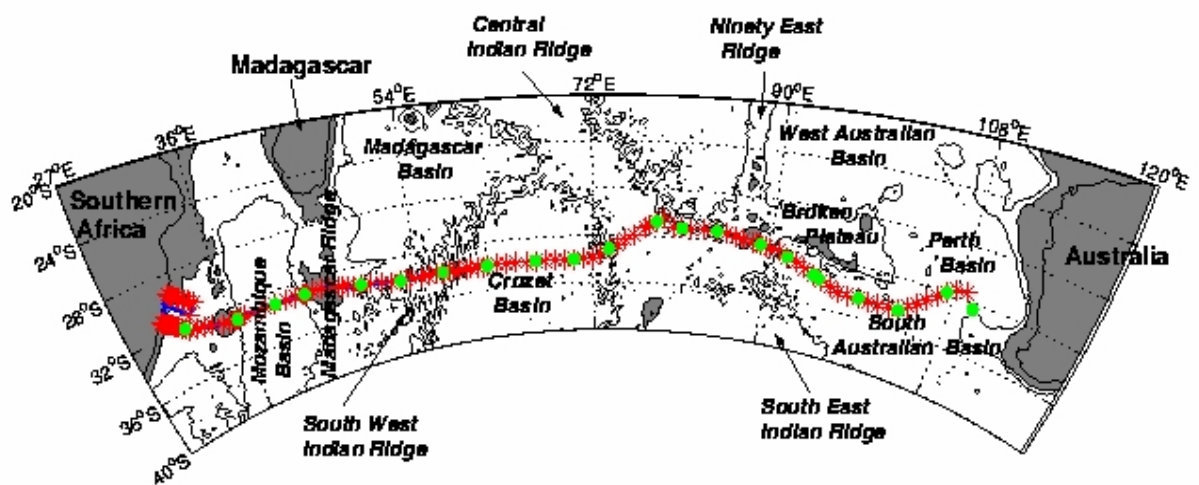 Central
Indian Ridge
Ninety East
Ridge
Madagascar
72°E
54°E
90°E
36°E
108°E
27°E
20°S
120°E
Madagascar
Basin
West Australian
Basin
Southern
Africa
24°S
Broken
Plateau
Perth
Basin
Australia
28°S
Mozambique
Basin
Madagascar Ridge
Crozet
Basin
South
Australian Basin
32°S
36°S
40°S
South West
Indian Ridge
South East
Indian Ridge